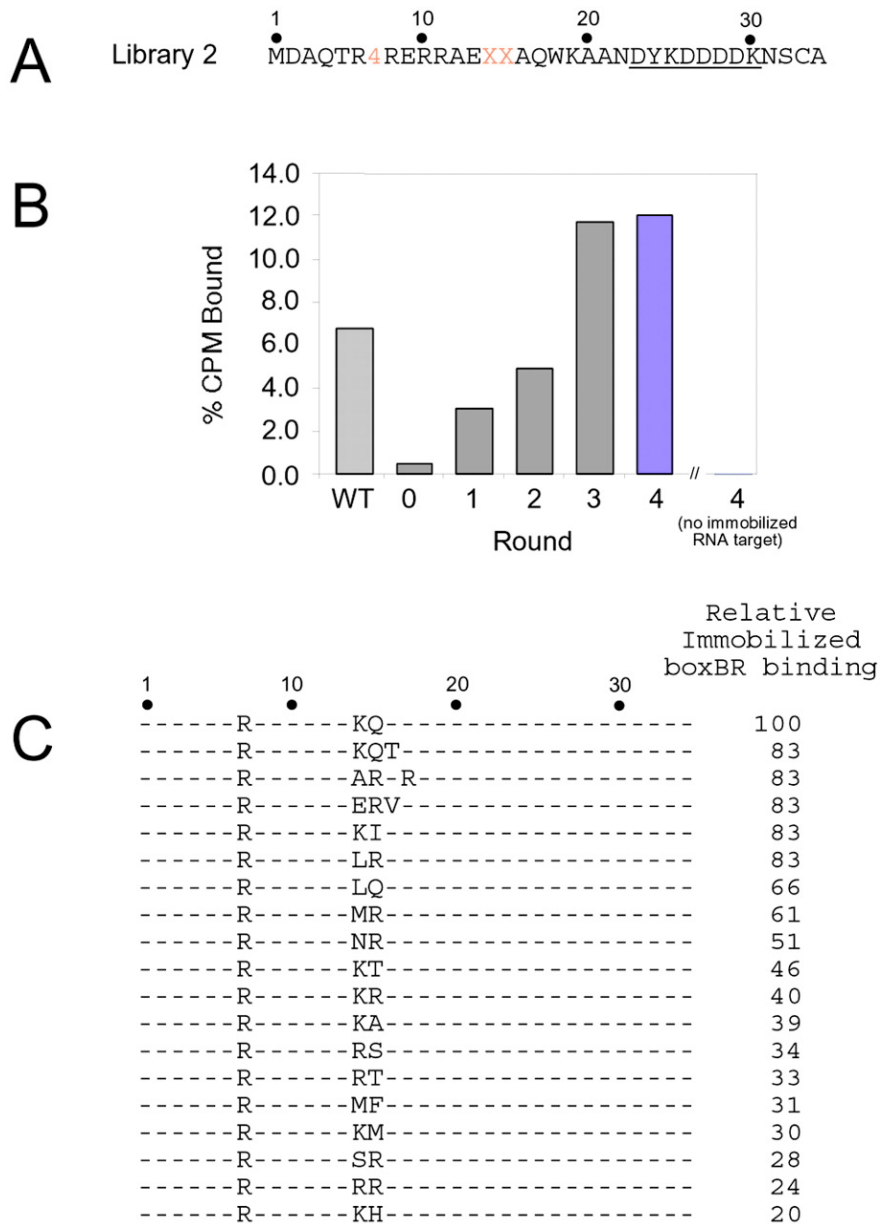 A
1 10 20 30
Library 2 MDAQTR4RERRAEXXAQWKAANDYKDDDDKNSCA
B
14.0
12.0
10.0
8.0
6.0
4.0
2.0
0.0
% CPM Bound
WT 0 1 2 3 4 // 4
(no immobilized
RNA target)
Round
C
Relative
Immobilized
boxBR binding
1 10 20 30
------R------KQ------------------- 100
------R------KQT------------------ 83
------R------AR-R----------------- 83
------R------ERV------------------ 83
------R------KI------------------- 83
------R------LR------------------- 83
------R------LQ------------------- 66
------R------MR------------------- 61
------R------NR------------------- 51
------R------KT------------------- 46
------R------KR------------------- 40
------R------KA------------------- 39
------R------RS------------------- 34
------R------RT------------------- 33
------R------MF------------------- 31
------R------KM------------------- 30
------R------SR------------------- 28
------R------RR------------------- 24
------R------KH------------------- 20